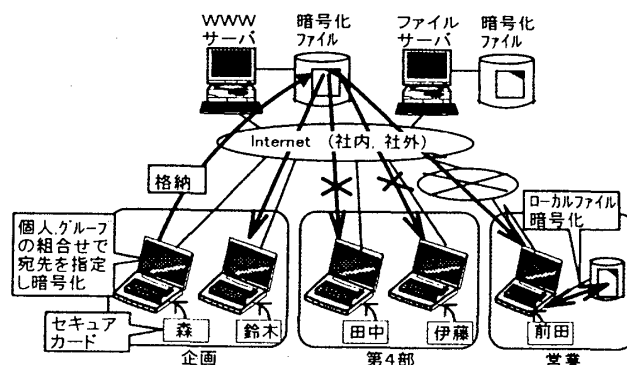 WWW
サーバ
暗号化
ファイル
ファイル
サーバ
暗号化
ファイル
Internet (社内,社外)
格納
ローカルファイル
暗号化
個人,グループ
の組合せで
宛先を指定
し暗号化
セキュア
カード
森
鈴木
田中
伊藤
前田
企画
第4部
営業